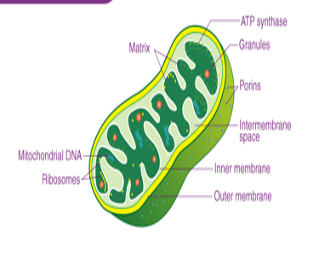 ATP synthase
Matrix
Granules
Porins
Intermembrane
space
Mitochondrial DNA
Inner membrane
Ribosomes
Outer membrane